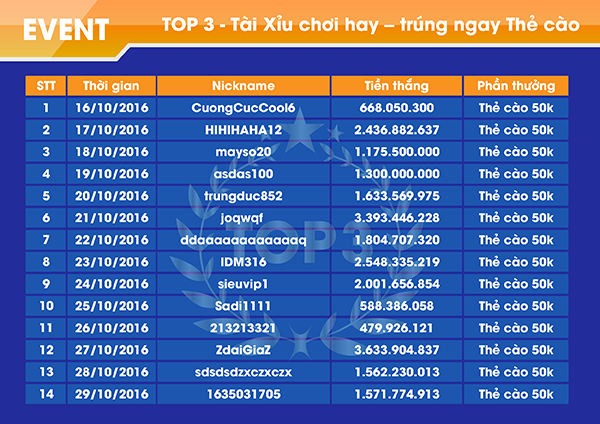 EVENT
TOP 3 - Tài Xỉu chơi hay – trúng ngay Thẻ cào
STT Thời gian Nickname Tiền thắng Phần thưởng
1 16/10/2016 CuongCucCool6 668.050.300 Thẻ cào 50k
2 17/10/2016 HIHIHAHA12 2.436.882.637 Thẻ cào 50k
3 18/10/2016 mayso20 1.175.500.000 Thẻ cào 50k
4 19/10/2016 asdas100 1.300.000.000 Thẻ cào 50k
5 20/10/2016 trungduc852 1.633.569.975 Thẻ cào 50k
6 21/10/2016 joqwqf 3.393.446.228 Thẻ cào 50k
7 22/10/2016 ddaaaaaaaaaaaaaq 1.804.707.320 Thẻ cào 50k
8 23/10/2016 IDM316 2.548.335.219 Thẻ cào 50k
9 24/10/2016 sieuvip1 2.001.656.854 Thẻ cào 50k
10 25/10/2016 Sadi1111 588.386.058 Thẻ cào 50k
11 26/10/2016 213213321 479.926.121 Thẻ cào 50k
12 27/10/2016 ZdaiGiaZ 3.633.904.837 Thẻ cào 50k
13 28/10/2016 sdsdsdzxczxczx 1.562.230.013 Thẻ cào 50k
14 29/10/2016 1635031705 1.571.774.913 Thẻ cào 50k
TOP3